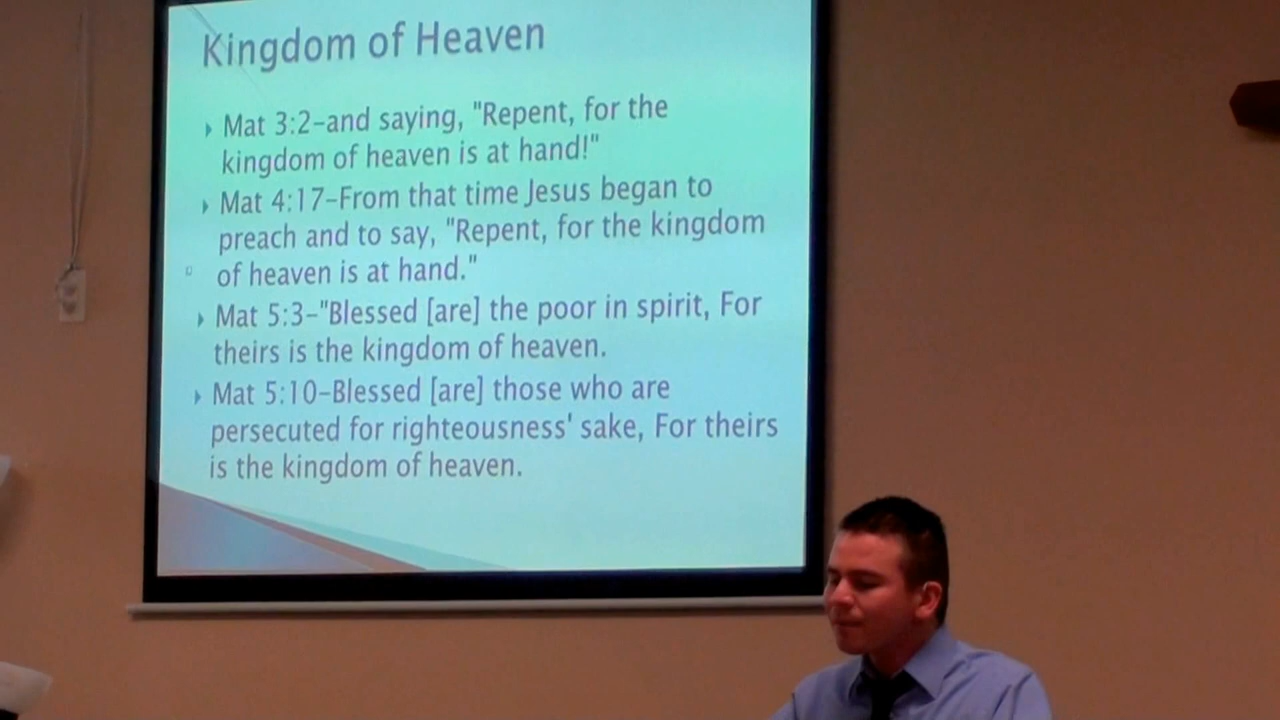 Kingdom of Heaven
Mat 3:2-and saying, "Repent, for the
kingdom of heaven is at hand!"
Mat 4:17-From that time Jesus began to
preach and to say, "Repent, for the kingdom
of heaven is at hand."
Mat 5:3-"Blessed [are] the poor in spirit, For
theirs is the kingdom of heaven.
Mat 5:10-Blessed [are] those who are
persecuted for righteousness' sake, For theirs
is the kingdom of heaven.